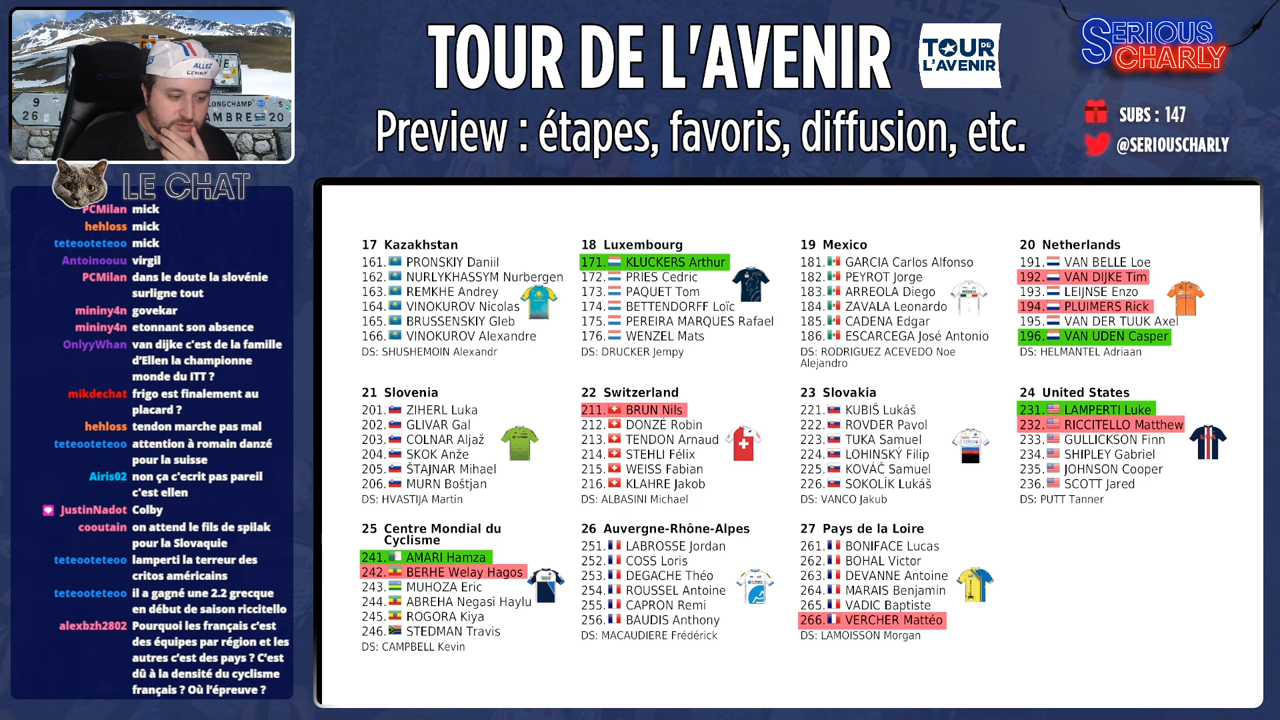 TOUR DE L'AVENIR
TOUR DE L'AVENIR
SERIOUS CHARLY
Preview : étapes, favoris, diffusion, etc.
SUBS : 147
@SERIOUSCHARLY
ALLEZ
9
26
LONGCHAMP
AMBRE 20
LE CHAT
PCMilan mick
hehloss mick
teteooteteoo mick
Antoinoouu virgil
PCMilan dans le doute la slovénie
surligne tout
mininy4n govekar
mininy4n etonnant son absence
OnlyyWhan van dijke c'est de la famille
d'Ellen la championne
monde du ITT ?
mikdechat frigo est finalement au
placard ?
hehloss tendon marche pas mal
teteooteteoo attention à romain danzé
pour la suisse
Airis02 non ça c'ecrit pas pareil
c'est ellen
JustinNadot Colby
cooutain on attend le fils de spilak
pour la Slovaquie
teteooteteoo lamperti la terreur des
critos américains
teteooteteoo il a gagné une 2.2 grecque
en début de saison riccitello
alexbzh2802 Pourquoi les français c’est
des équipes par région et les
autres c’est des pays ? C’est
dû à la densité du cyclisme
français ? Où l’épreuve ?
17 Kazakhstan
161. PRONSKIY Daniil
162. NURLYKHASSYM Nurbergen
163. REMKHE Andrey
164. VINOKUROV Nicolas
165. BRUSSENSKIY Gleb
166. VINOKUROV Alexandre
DS: SHUSHEMOIN Alexandr
18 Luxembourg
171. KLUCKERS Arthur
172. PRIES Cedric
173. PAQUET Tom
174. BETTENDORFF Loïc
175. PEREIRA MARQUES Rafael
176. WENZEL Mats
DS: DRUCKER Jempy
19 Mexico
181. GARCIA Carlos Alfonso
182. PEYROT Jorge
183. ARREOLA Diego
184. ZAVALA Leonardo
185. CADENA Edgar
186. ESCARCEGA José Antonio
DS: RODRIGUEZ ACEVEDO Noe
Alejandro
20 Netherlands
191. VAN BELLE Loe
192. VAN DIJKE Tim
193. LEIJNSE Enzo
194. PLUIMERS Rick
195. VAN DER TUUK Axel
196. VAN UDEN Casper
DS: HELMANTEL Adriaan
21 Slovenia
201. ZIHERL Luka
202. GLIVAR Gal
203. COLNAR Aljaž
204. SKOK Anže
205. ŠTAJNAR Mihael
206. MURN Boštjan
DS: HVASTIJA Martin
22 Switzerland
211. BRUN Nils
212. DONZÉ Robin
213. TENDON Arnaud
214. STEHLI Félix
215. WEISS Fabian
216. KLAHRE Jakob
DS: ALBASINI Michael
23 Slovakia
221. KUBIŠ Lukáš
222. ROVDER Pavol
223. TUKA Samuel
224. LOHINSKÝ Filip
225. KOVÁČ Samuel
226. SOKOLÍK Lukáš
DS: VANCO Jakub
24 United States
231. LAMPERTI Luke
232. RICCITELLO Matthew
233. GULLICKSON Finn
234. SHIPLEY Gabriel
235. JOHNSON Cooper
236. SCOTT Jared
DS: PUTT Tanner
25 Centre Mondial du
Cyclisme
241. AMARI Hamza
242. BERHE Welay Hagos
243. MUHOZA Eric
244. ABREHA Negasi Haylu
245. ROGORA Kiya
246. STEDMAN Travis
DS: CAMPBELL Kevin
26 Auvergne-Rhône-Alpes
251. LABROSSE Jordan
252. COSS Loris
253. DEGACHE Théo
254. ROUSSEL Antoine
255. CAPRON Remi
256. BAUDIS Anthony
DS: MACAUDIERE Frédérick
27 Pays de la Loire
261. BONIFACE Lucas
262. BOHAL Victor
263. DEVANNE Antoine
264. MARAIS Benjamin
265. VADIC Baptiste
266. VERCHER Mattéo
DS: LAMOISSON Morgan